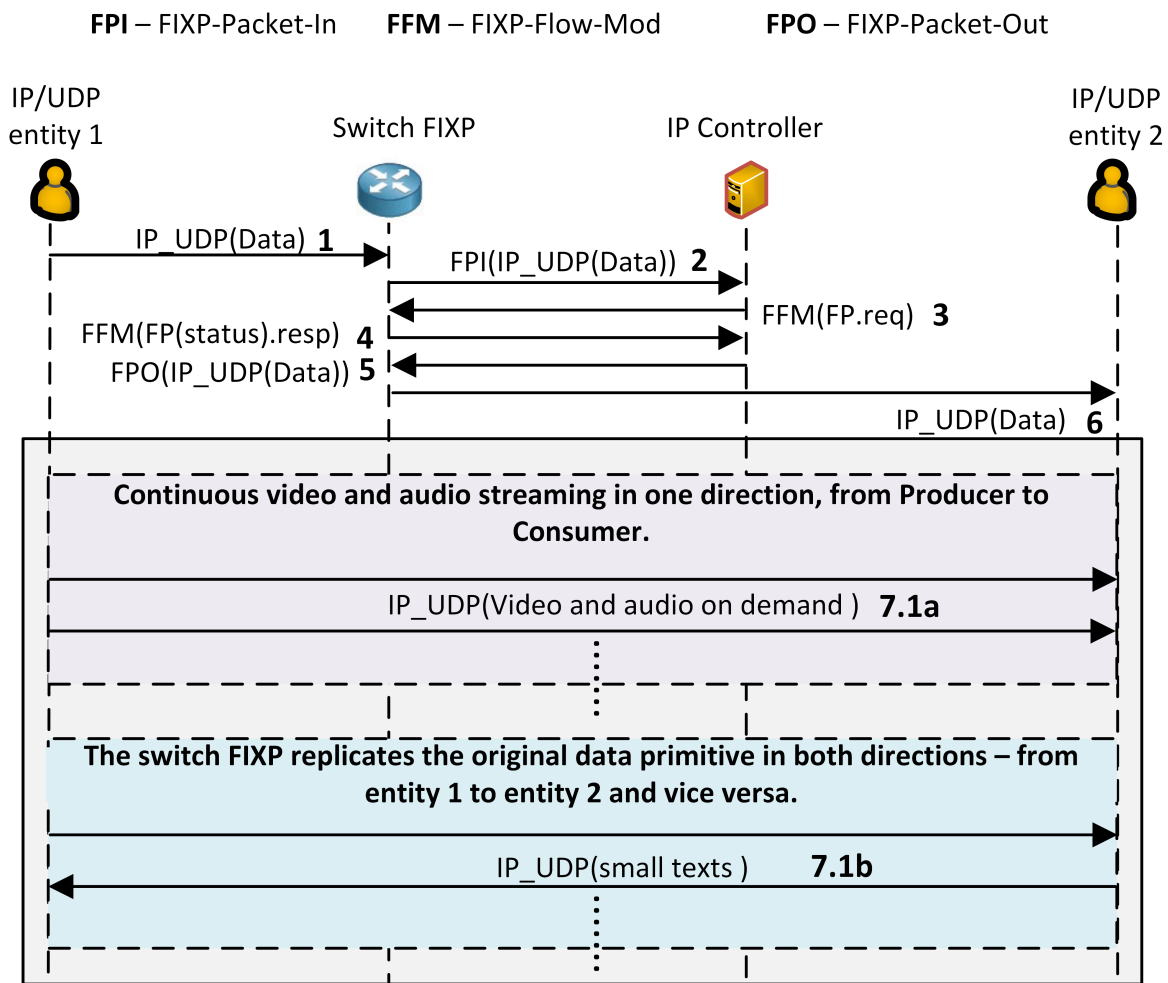 FPI – FIXP-Packet-In FFM – FIXP-Flow-Mod FPO – FIXP-Packet-Out
IP/UDP
entity 1
Switch FIXP
IP Controller
IP/UDP
entity 2
IP_UDP(Data) 1
FPI(IP_UDP(Data)) 2
FFM(FP.req) 3
FFM(FP(status).resp) 4
FPO(IP_UDP(Data)) 5
IP_UDP(Data) 6
Continuous video and audio streaming in one direction, from Producer to
Consumer.
IP_UDP(Video and audio on demand ) 7.1a
The switch FIXP replicates the original data primitive in both directions – from
entity 1 to entity 2 and vice versa.
IP_UDP(small texts ) 7.1b